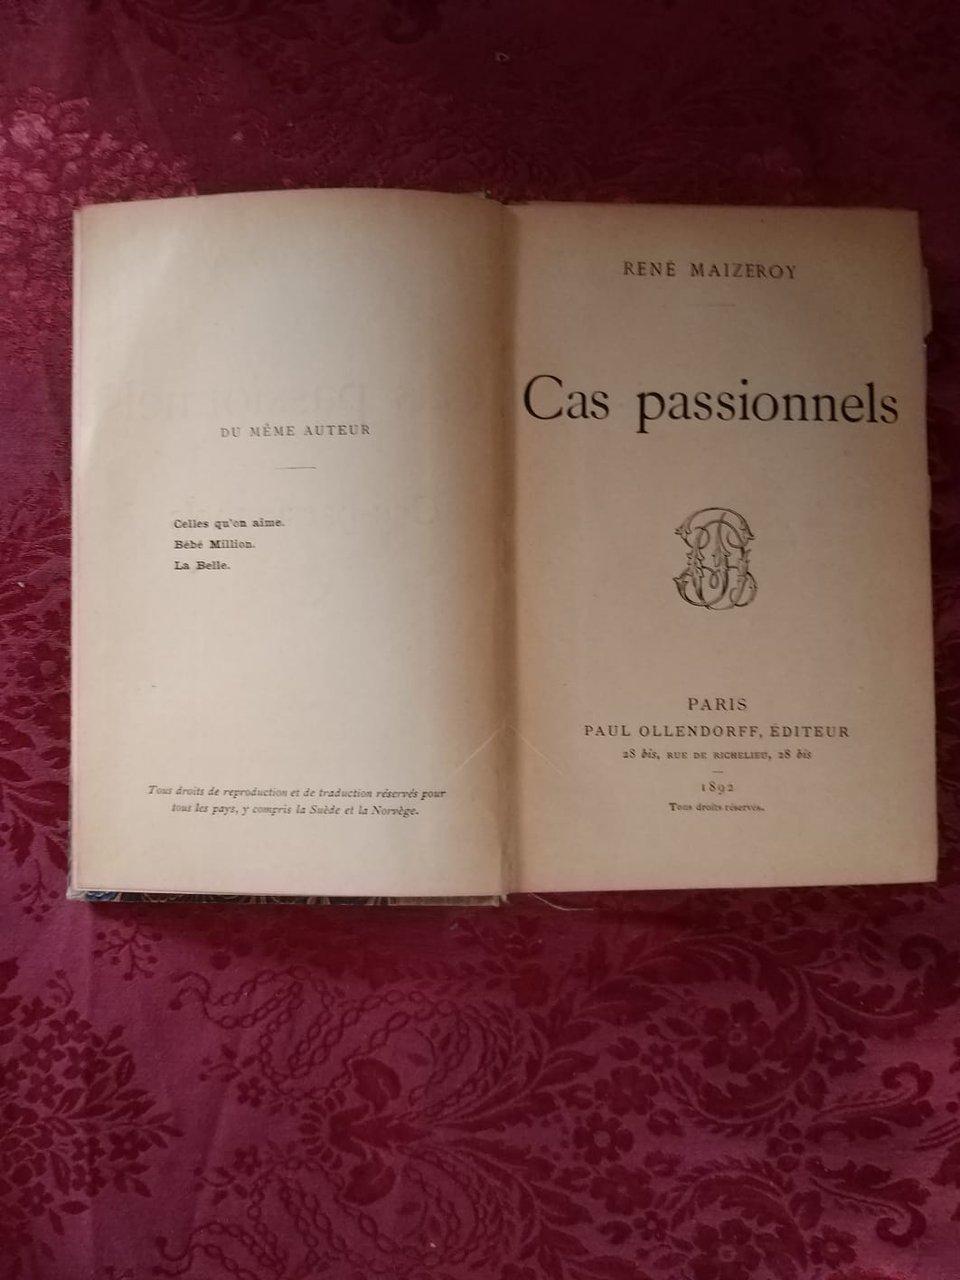 DU MÊME AUTEUR
Celles qu'on aime.
Bébé Million.
La Belle.
Tous droits de reproduction et de traduction réservés pour
tous les pays, y compris la Suède et la Norvège.
RENÉ MAIZEROY
Cas passionnels
PARIS
PAUL OLLENDORFF, ÉDITEUR
28 bis, RUE DE RICHELIEU, 28 bis
1892
Tous droits réservés.